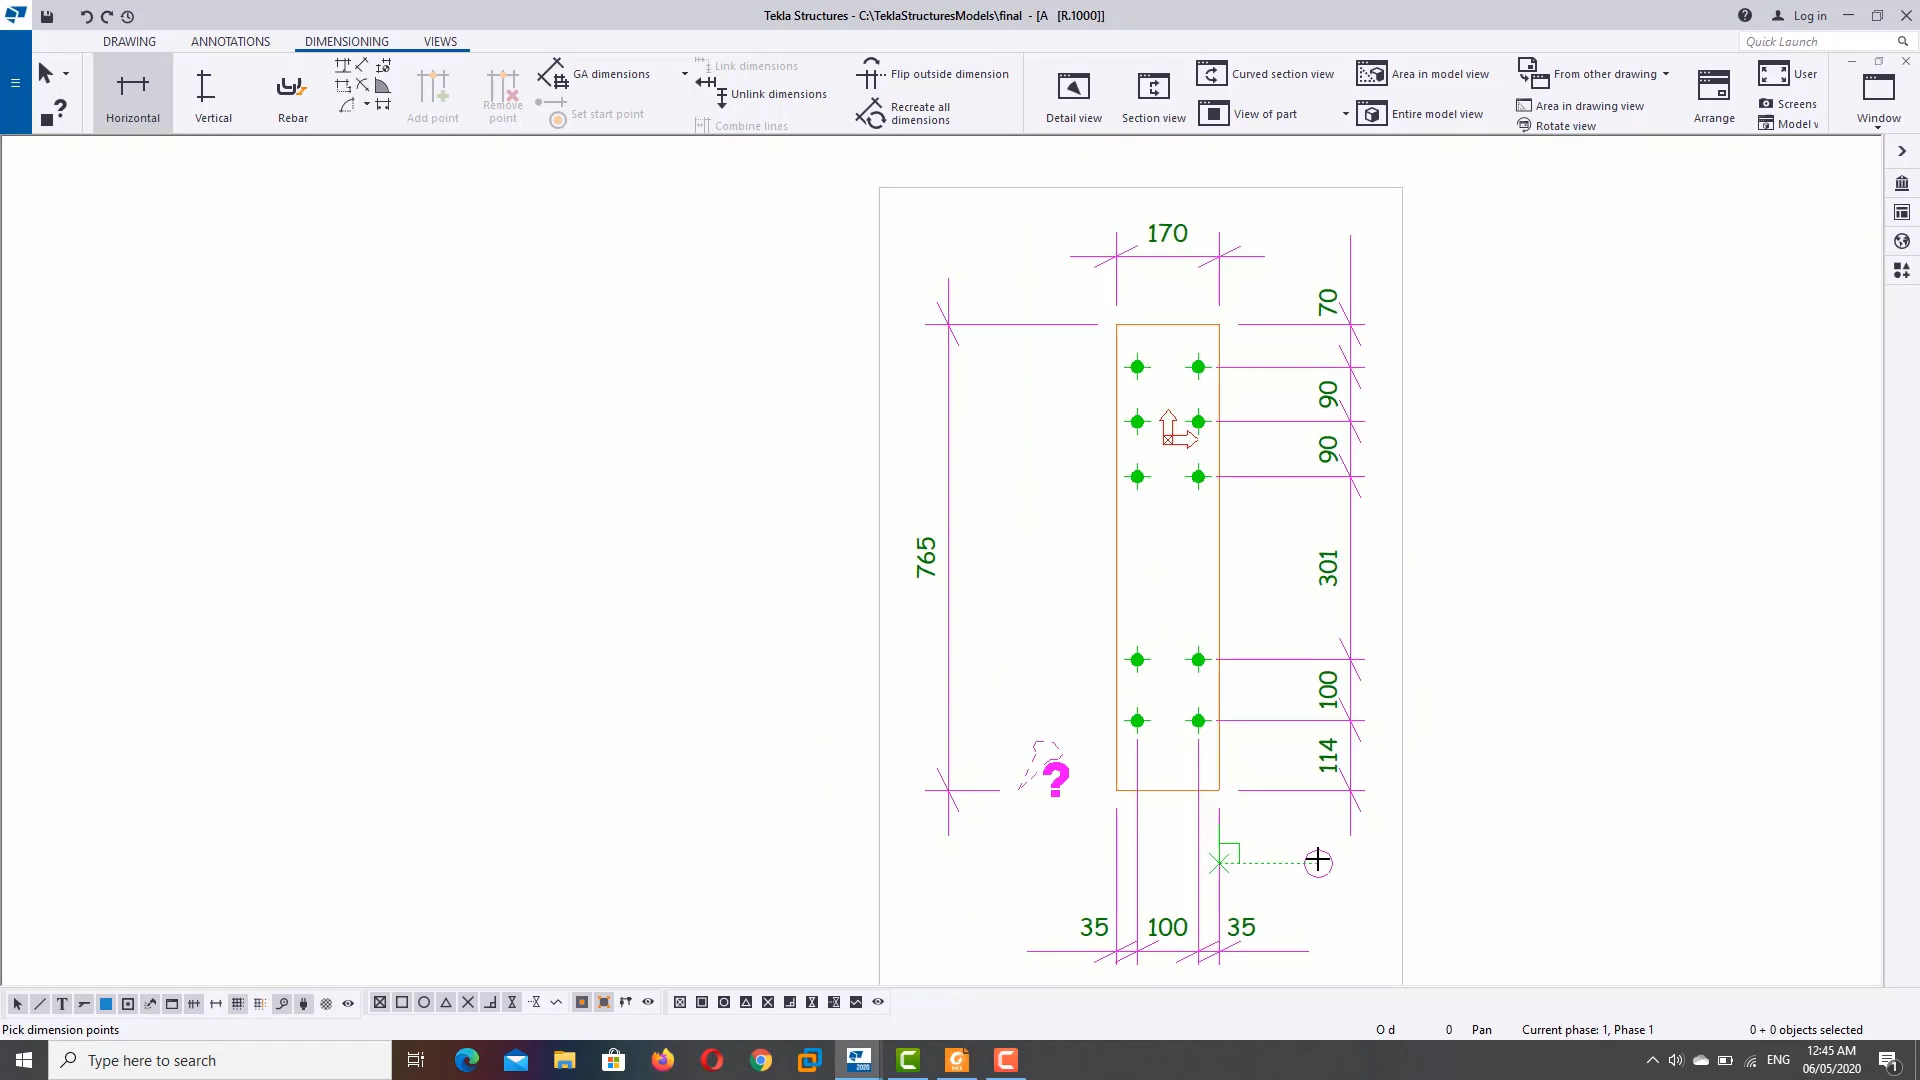 Tekla Structures - C:\TeklaStructuresModels\final - [A [R.1000]]
Log in
DRAWING ANNOTATIONS DIMENSIONING VIEWS
Quick Launch
Horizontal
Vertical
Rebar
Add point
Remove point
GA dimensions
Set start point
Link dimensions
Unlink dimensions
Combine lines
Flip outside dimension
Recreate all dimensions
Detail view
Section view
Curved section view
View of part
Area in model view
Entire model view
From other drawing
Area in drawing view
Rotate view
Arrange
User
Screens
Model v
Window
170
70
90
90
765
301
100
114
?
35 100 35
Pick dimension points
O d
0
Pan
Current phase: 1, Phase 1
0 + 0 objects selected
Type here to search
2020
ENG
12:45 AM
06/05/2020
1